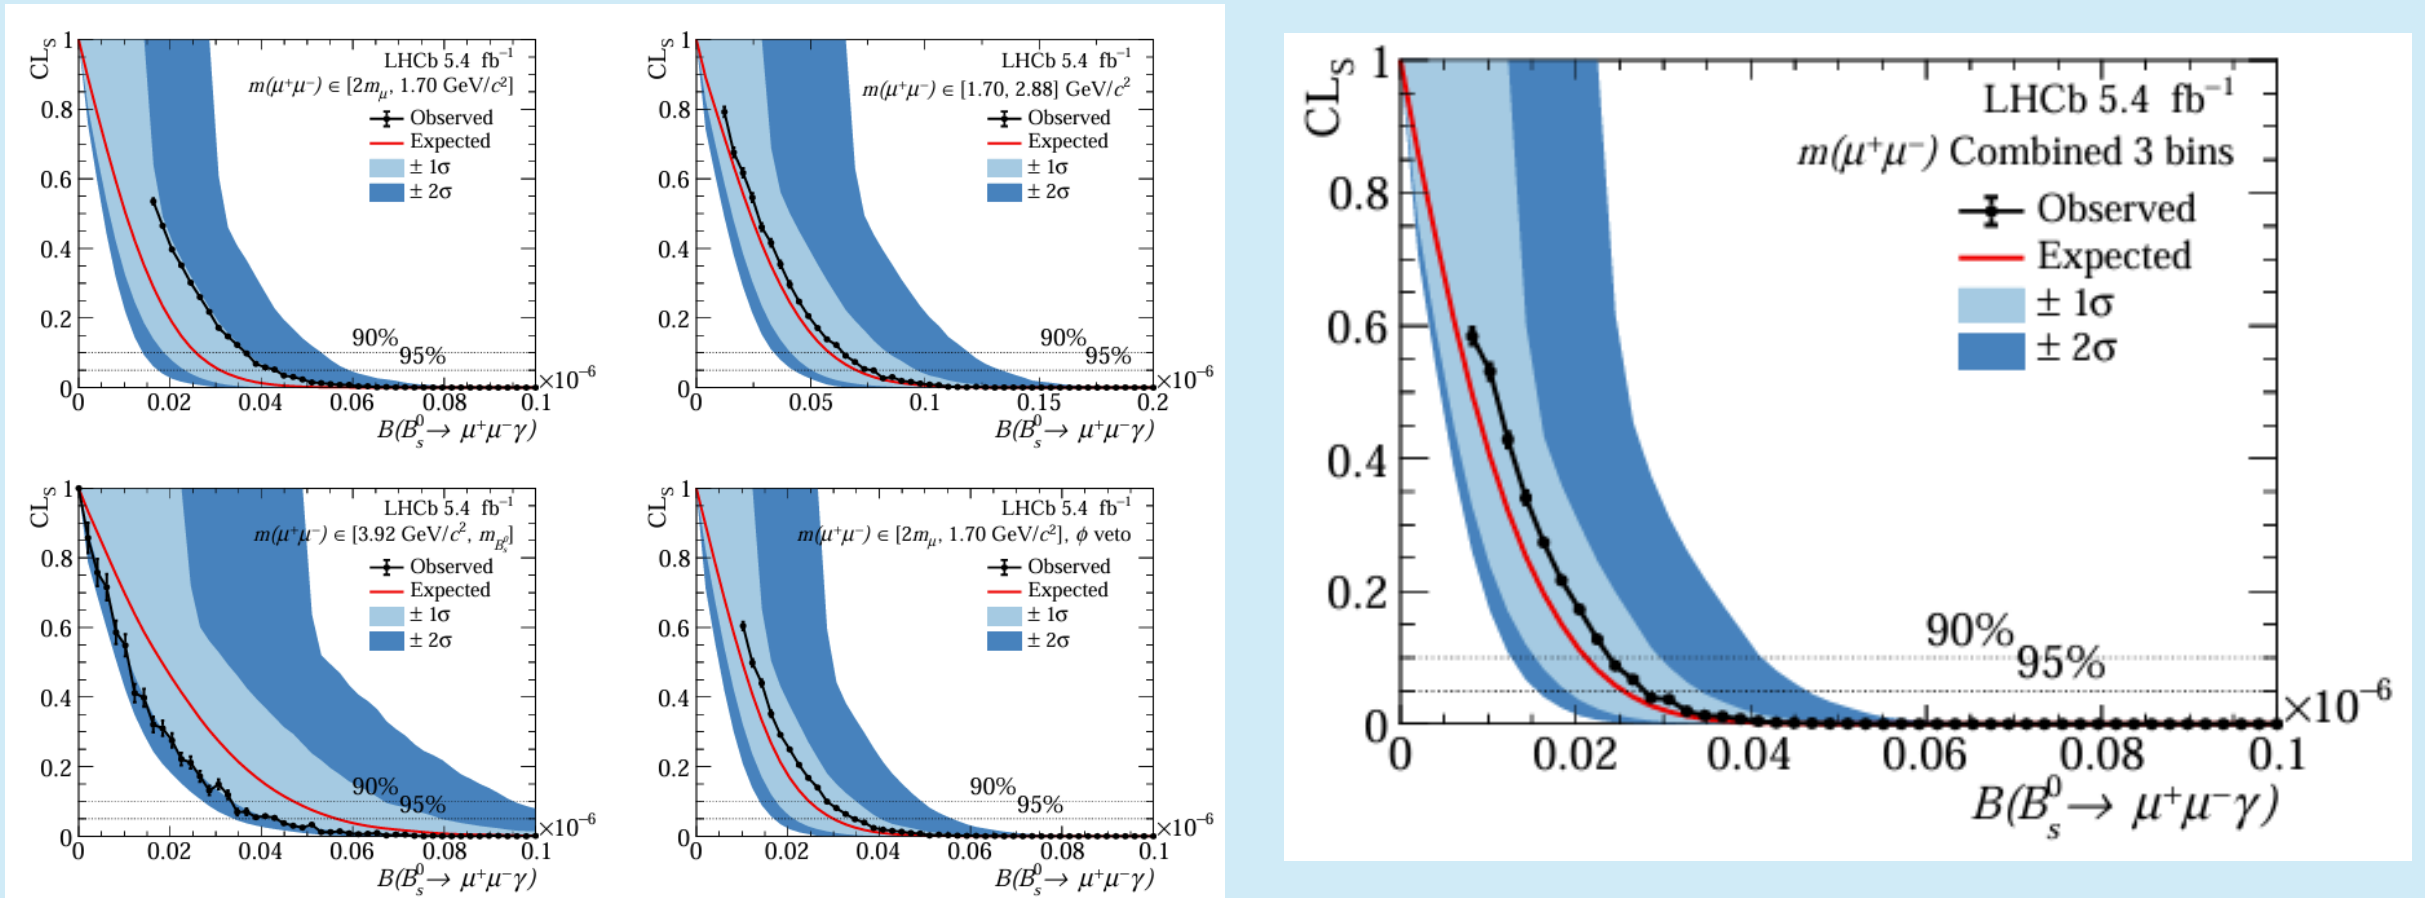 CLS
1
0.8
0.6
0.4
0.2
0
LHCb 5.4 fb⁻¹
m(μ⁺μ⁻) ∈ [2mμ, 1.70 GeV/c²]
Observed
Expected
± 1σ
± 2σ
90%
95%
×10⁻⁶
0 0.02 0.04 0.06 0.08 0.1
B(B⁰ₛ→ μ⁺μ⁻γ)
CLS
1
0.8
0.6
0.4
0.2
0
LHCb 5.4 fb⁻¹
m(μ⁺μ⁻) ∈ [1.70, 2.88] GeV/c²
Observed
Expected
± 1σ
± 2σ
90%
95%
×10⁻⁶
0 0.05 0.1 0.15 0.2
B(B⁰ₛ→ μ⁺μ⁻γ)
CLS
1
0.8
0.6
0.4
0.2
0
LHCb 5.4 fb⁻¹
m(μ⁺μ⁻) ∈ [3.92 GeV/c², m_B⁰ₛ]
Observed
Expected
± 1σ
± 2σ
90%
95%
×10⁻⁶
0 0.02 0.04 0.06 0.08 0.1
B(B⁰ₛ→ μ⁺μ⁻γ)
CLS
1
0.8
0.6
0.4
0.2
0
LHCb 5.4 fb⁻¹
m(μ⁺μ⁻) ∈ [2mμ, 1.70 GeV/c²], ϕ veto
Observed
Expected
± 1σ
± 2σ
90%
95%
×10⁻⁶
0 0.02 0.04 0.06 0.08 0.1
B(B⁰ₛ→ μ⁺μ⁻γ)
CLS
1
0.8
0.6
0.4
0.2
0
LHCb 5.4 fb⁻¹
m(μ⁺μ⁻) Combined 3 bins
Observed
Expected
± 1σ
± 2σ
90%
95%
×10⁻⁶
0 0.02 0.04 0.06 0.08 0.1
B(B⁰ₛ→ μ⁺μ⁻γ)